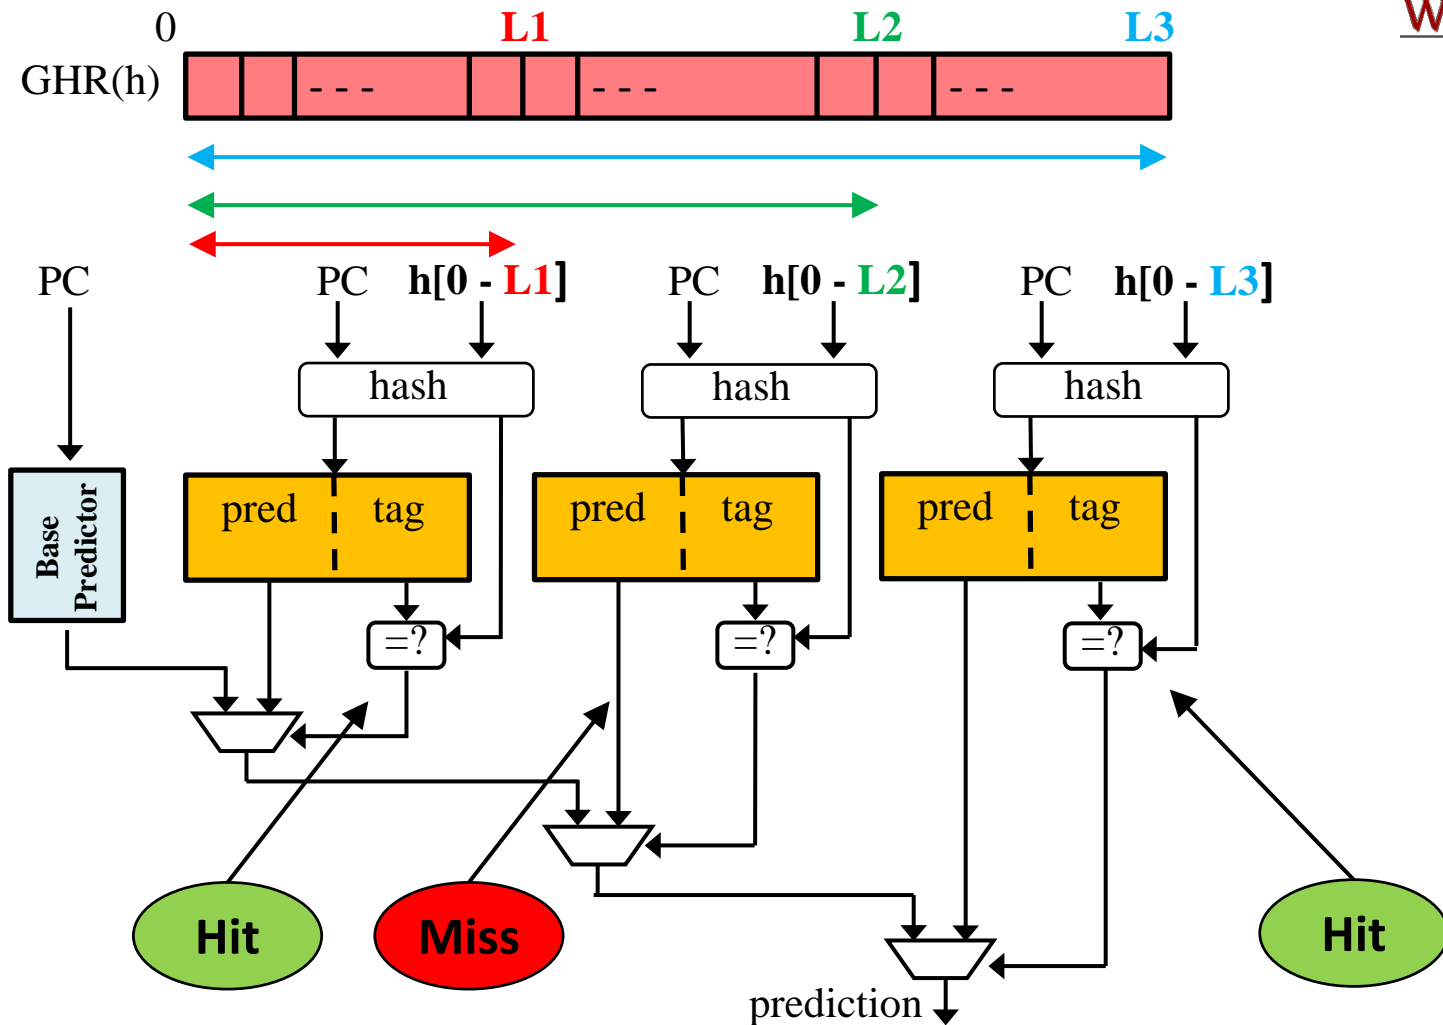 0 L1 L2 L3
W
GHR(h) - - - - - - - - -
PC PC h[0 - L1] PC h[0 - L2] PC h[0 - L3]
hash hash hash
Base
Predictor
pred tag pred tag pred tag
=? =? =?
Hit Miss Hit
prediction